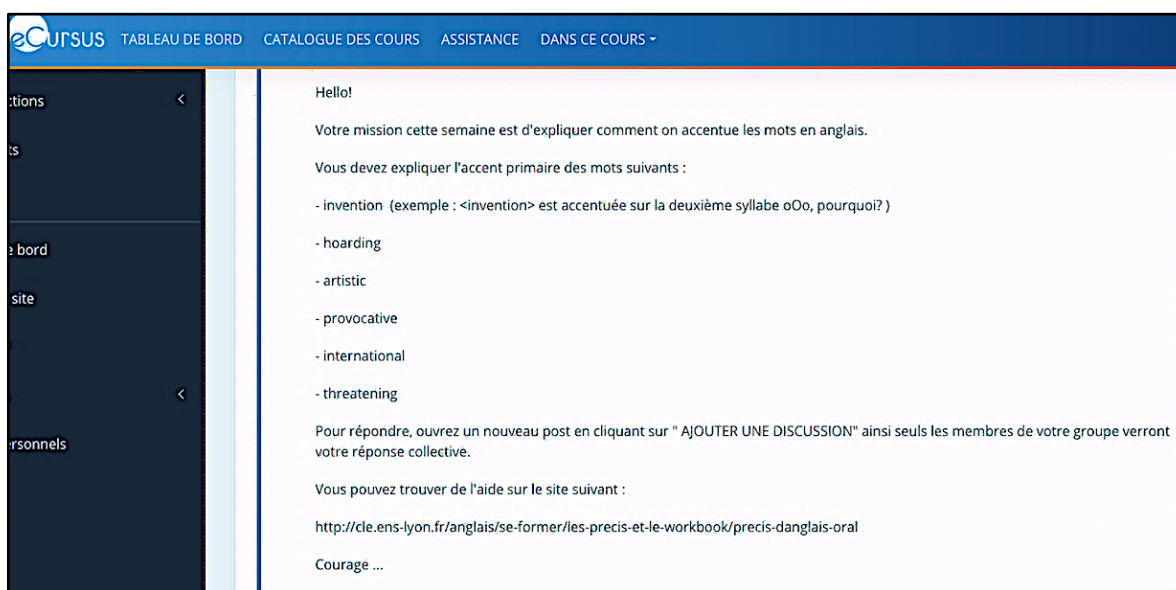 eCursus TABLEAU DE BORD CATALOGUE DES COURS ASSISTANCE DANS CE COURS
ctions
ts
e bord
site
ersonnels
Hello!
Votre mission cette semaine est d'expliquer comment on accentue les mots en anglais.
Vous devez expliquer l'accent primaire des mots suivants :
- invention (exemple : <invention> est accentuée sur la deuxième syllabe oOo, pourquoi? )
- hoarding
- artistic
- provocative
- international
- threatening
Pour répondre, ouvrez un nouveau post en cliquant sur " AJOUTER UNE DISCUSSION" ainsi seuls les membres de votre groupe verront
votre réponse collective.
Vous pouvez trouver de l'aide sur le site suivant :
http://cle.ens-lyon.fr/anglais/se-former/les-precis-et-le-workbook/precis-danglais-oral
Courage ...